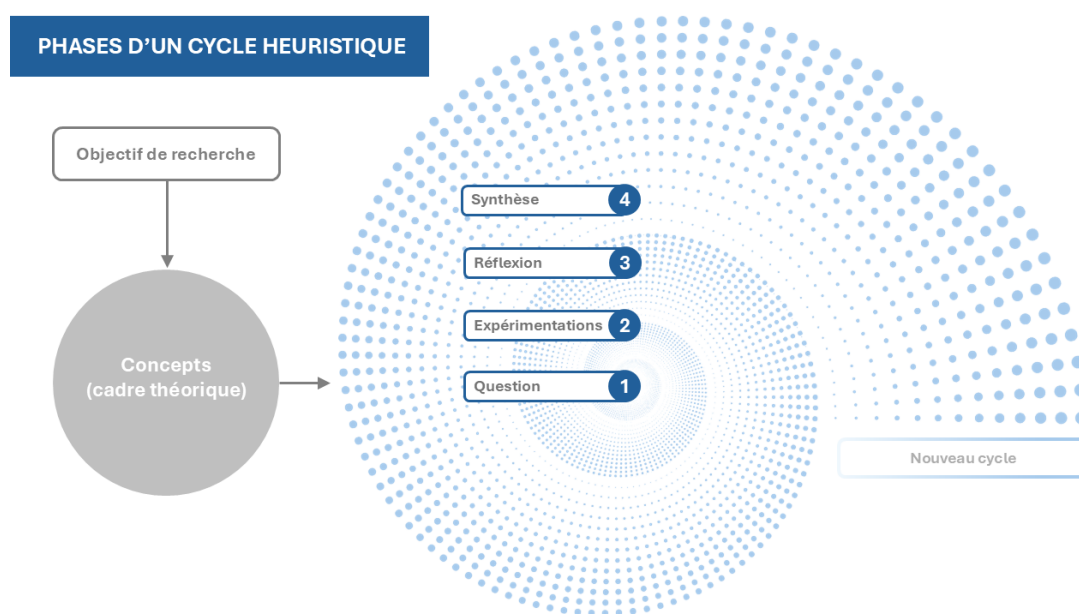 PHASES D’UN CYCLE HEURISTIQUE
Objectif de recherche
Concepts
(cadre théorique)
Synthèse 4
Réflexion 3
Expérimentations 2
Question 1
Nouveau cycle